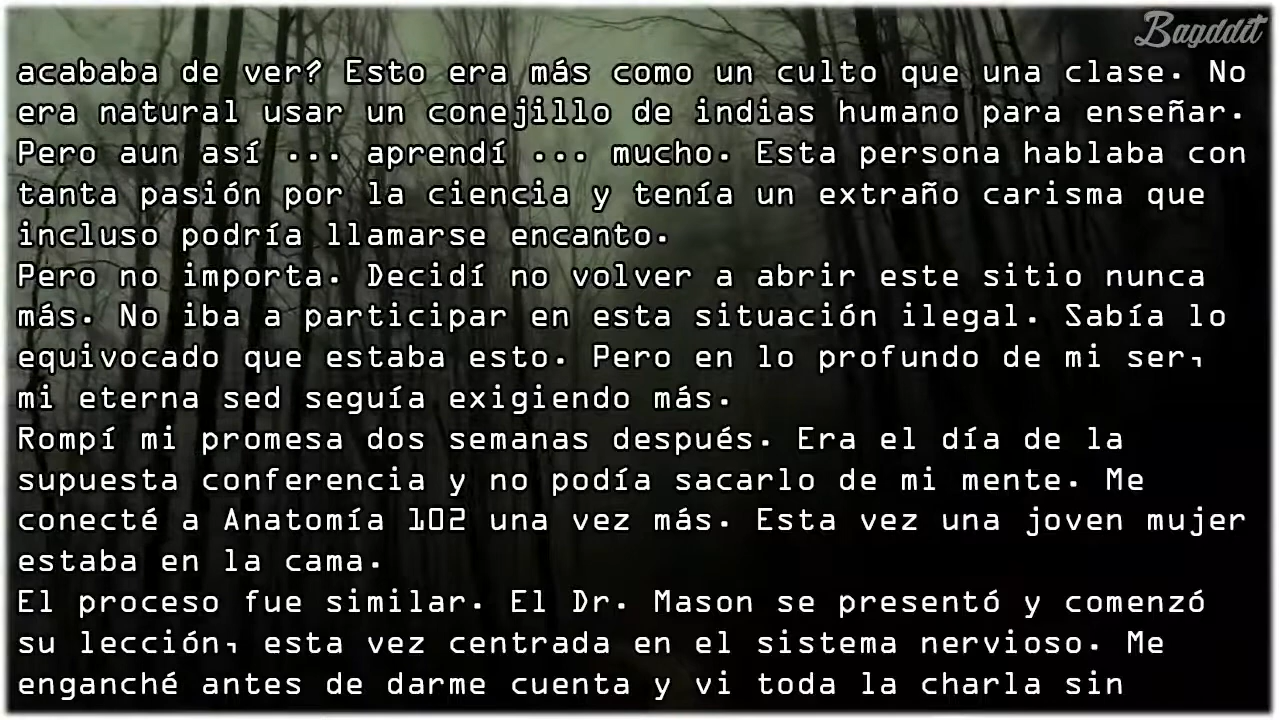 Bagddit
acababa de ver? Esto era más como un culto que una clase. No
era natural usar un conejillo de indias humano para enseñar.
Pero aun así ... aprendí ... mucho. Esta persona hablaba con
tanta pasión por la ciencia y tenía un extraño carisma que
incluso podría llamarse encanto.
Pero no importa. Decidí no volver a abrir este sitio nunca
más. No iba a participar en esta situación ilegal. Sabía lo
equivocado que estaba esto. Pero en lo profundo de mi ser,
mi eterna sed seguía exigiendo más.
Rompí mi promesa dos semanas después. Era el día de la
supuesta conferencia y no podía sacarlo de mi mente. Me
conecté a Anatomía 102 una vez más. Esta vez una joven mujer
estaba en la cama.
El proceso fue similar. El Dr. Mason se presentó y comenzó
su lección, esta vez centrada en el sistema nervioso. Me
enganché antes de darme cuenta y vi toda la charla sin